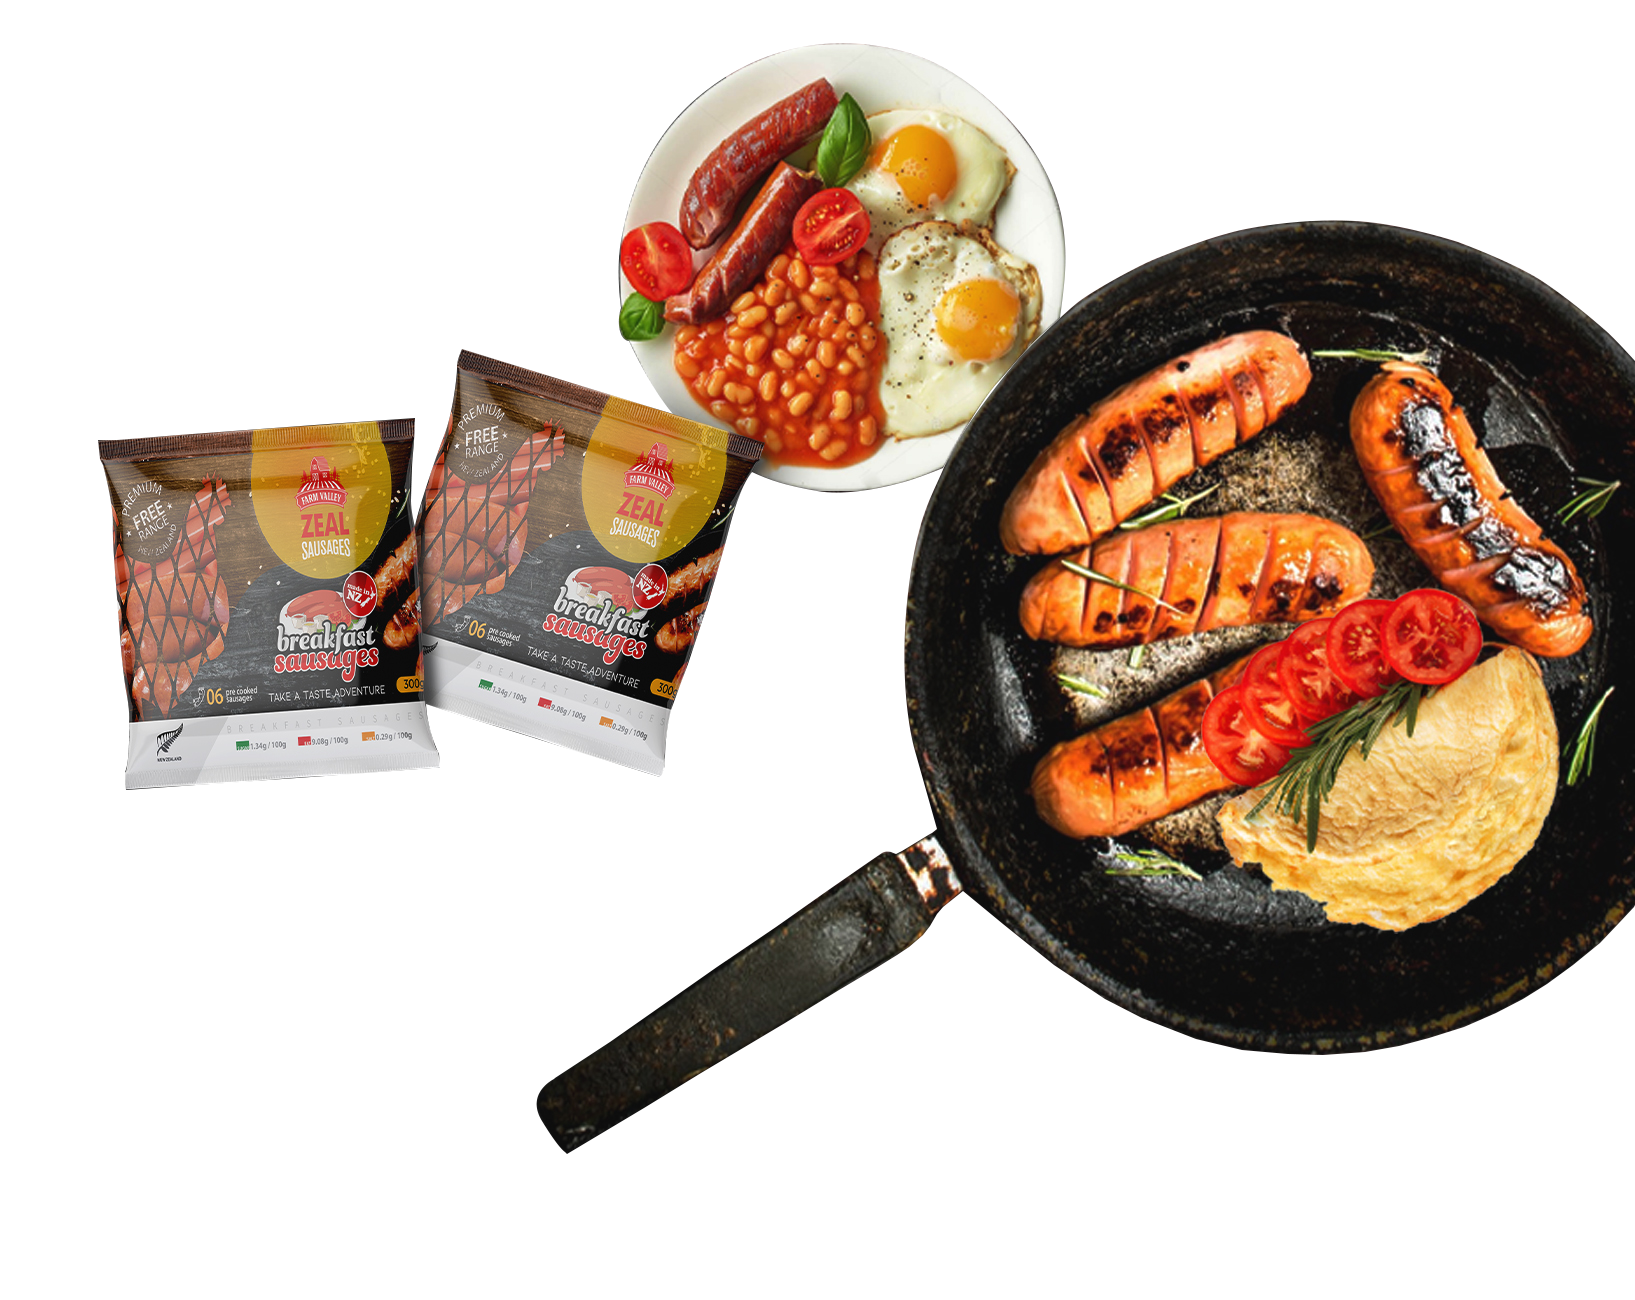 PREMIUM
FREE
RANGE
NEW ZEALAND
FARM VALLEY
ZEAL
SAUSAGES
made in
NZ
breakfast
sausages
06 pre cooked
sausages
TAKE A TASTE ADVENTURE
300g
BREAKFAST SAUSAGES
1.34g / 100g
9.08g / 100g
0.29g / 100g
NEW ZEALAND
PREMIUM
FREE
RANGE
NEW ZEALAND
FARM VALLEY
ZEAL
SAUSAGES
made in
NZ
breakfast
sausages
06 pre cooked
sausages
TAKE A TASTE ADVENTURE
300g
BREAKFAST SAUSAGES
1.34g / 100g
9.08g / 100g
0.29g / 100g